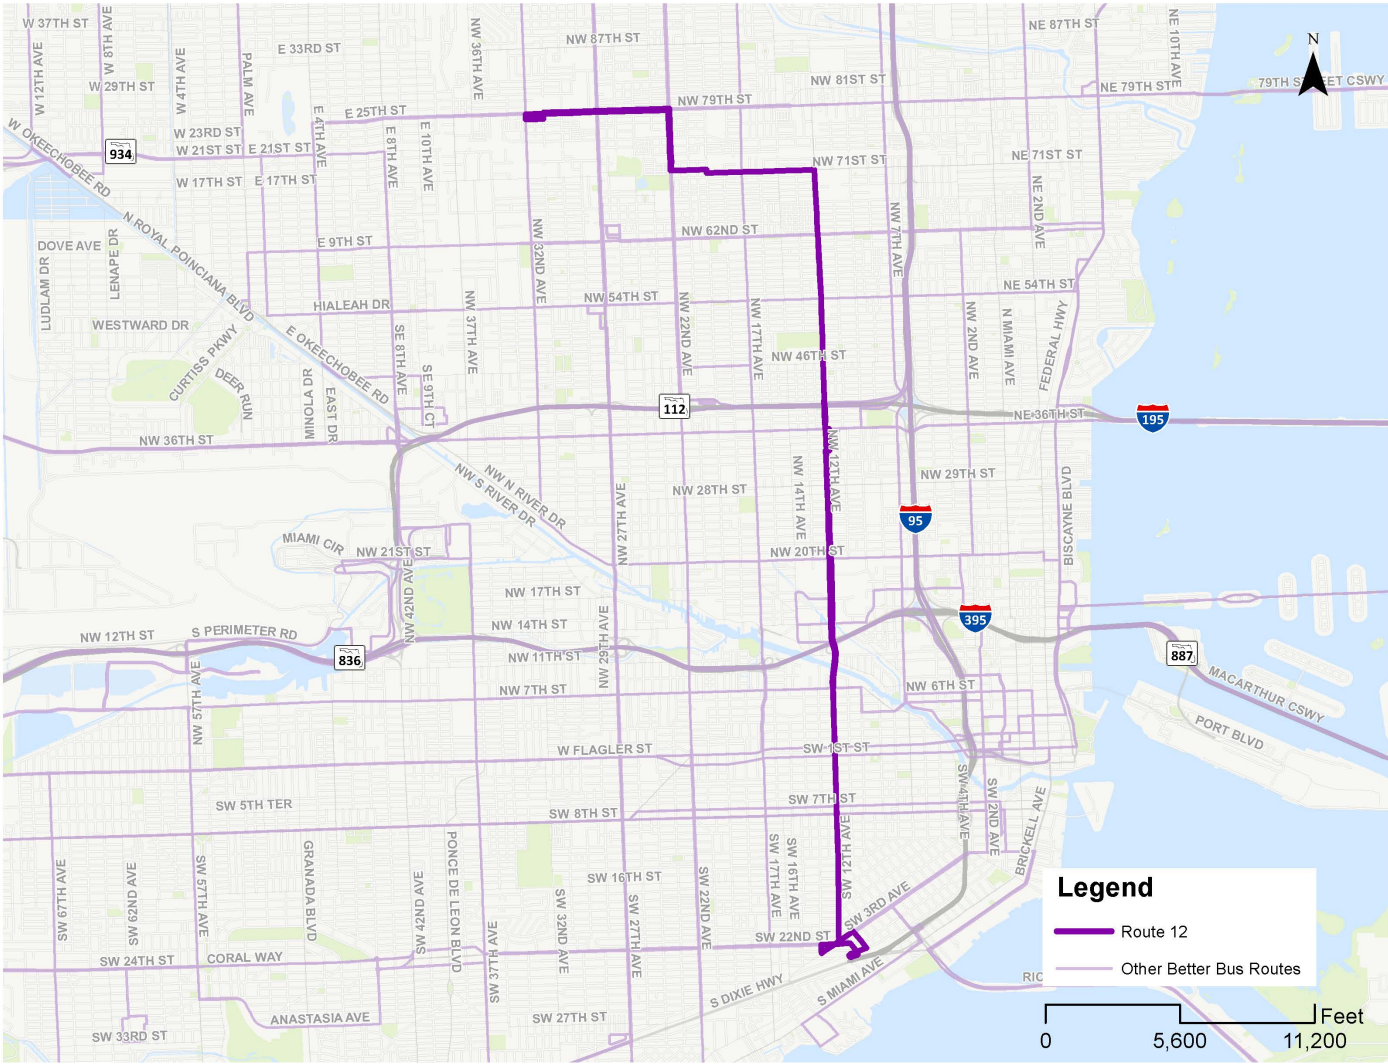 W 37TH ST
W 8TH AVE
NW 36TH AVE
NW 87TH ST
NE 87TH ST
NE 10TH AVE
N
W 12TH AVE
W 4TH AVE
PALM AVE
E 33RD ST
W 29TH ST
NW 81ST ST
NE 79TH ST
79TH STREET CSWY
NW 79TH ST
E 25TH ST
E 4TH AVE
E 8TH AVE
E 10TH AVE
W OKEECHOBEE RD
934
W 23RD ST
W 21ST ST
E 21ST ST
NW 71ST ST
NE 71ST ST
W 17TH ST
E 17TH ST
NE 2ND AVE
N ROYAL POINCIANA BLVD
NW 32ND AVE
NW 7TH AVE
DOVE AVE
LENAPE DR
LUDLAM DR
E 9TH ST
NW 62ND ST
HIALEAH DR
NW 54TH ST
NE 54TH ST
WESTWARD DR
CURTISS PKWY
E OKEECHOBEE RD
SE 8TH AVE
NW 37TH AVE
NW 22ND AVE
NW 17TH AVE
NW 2ND AVE
N MIAMI AVE
FEDERAL HWY
NW 46TH ST
DEER RUN
MINOLA DR
EAST DR
SE 9TH CT
112
NE 36TH ST
195
NW 36TH ST
NW 12TH AVE
NW 14TH AVE
NW N RIVER DR
NW S RIVER DR
NW 28TH ST
NW 29TH ST
NW 27TH AVE
BISCAYNE BLVD
95
MIAMI CIR
NW 21ST ST
NW 20TH ST
NW 42ND AVE
NW 17TH ST
NW 29TH AVE
NW 14TH ST
395
NW 12TH ST
S PERIMETER RD
836
NW 11TH ST
887
NW 57TH AVE
NW 7TH ST
NW 6TH ST
MACARTHUR CSWY
PORT BLVD
W FLAGLER ST
SW 1ST ST
SW 4TH AVE
SW 2ND AVE
BRICKELL AVE
SW 5TH TER
SW 7TH ST
SW 8TH ST
SW 67TH AVE
SW 62ND AVE
SW 57TH AVE
GRANADA BLVD
SW 42ND AVE
PONCE DE LEON BLVD
SW 37TH AVE
SW 32ND AVE
SW 16TH ST
SW 27TH AVE
SW 22ND AVE
SW 17TH AVE
SW 16TH AVE
SW 12TH AVE
SW 3RD AVE
SW 22ND ST
SW 24TH ST
CORAL WAY
S DIXIE HWY
S MIAMI AVE
ANASTASIA AVE
SW 27TH ST
SW 33RD ST
RIC
Legend
Route 12
Other Better Bus Routes
Feet
0 5,600 11,200